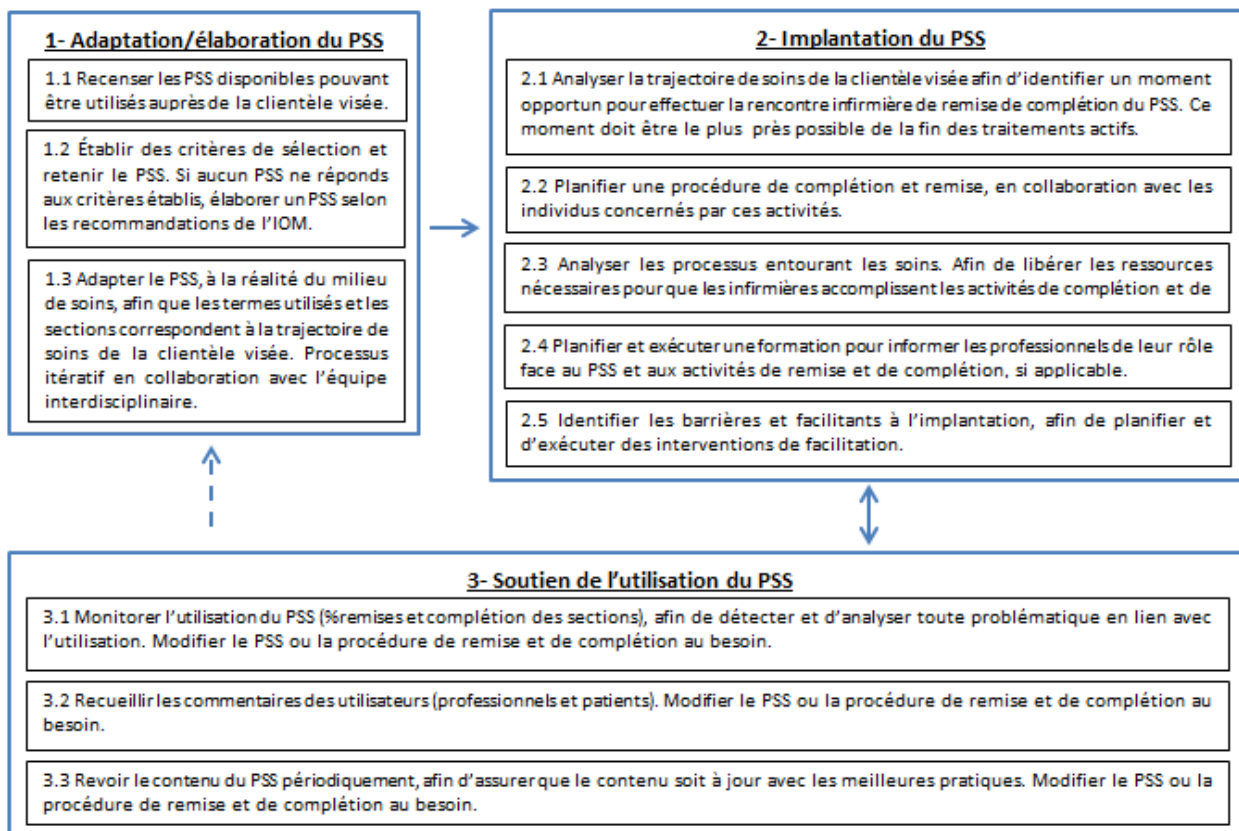 1- Adaptation/élaboration du PSS
1.1 Recenser les PSS disponibles pouvant
être utilisés auprès de la clientèle visée.
1.2 Établir des critères de sélection et
retenir le PSS. Si aucun PSS ne réponds
aux critères établis, élaborer un PSS selon
les recommandations de l'IOM.
1.3 Adapter le PSS, à la réalité du milieu
de soins, afin que les termes utilisés et les
sections correspondent à la trajectoire de
soins de la clientèle visée. Processus
itératif en collaboration avec l'équipe
interdisciplinaire.
2- Implantation du PSS
2.1 Analyser la trajectoire de soins de la clientèle visée afin d'identifier un moment
opportun pour effectuer la rencontre infirmière de remise de complétion du PSS. Ce
moment doit être le plus près possible de la fin des traitements actifs.
2.2 Planifier une procédure de complétion et remise, en collaboration avec les
individus concernés par ces activités.
2.3 Analyser les processus entourant les soins. Afin de libérer les ressources
nécessaires pour que les infirmières accomplissent les activités de complétion et de
2.4 Planifier et exécuter une formation pour informer les professionnels de leur rôle
face au PSS et aux activités de remise et de complétion, si applicable.
2.5 Identifier les barrières et facilitants à l'implantation, afin de planifier et
d'exécuter des interventions de facilitation.
3- Soutien de l'utilisation du PSS
3.1 Monitorer l'utilisation du PSS (%remises et complétion des sections), afin de détecter et d'analyser toute problématique en lien avec
l'utilisation. Modifier le PSS ou la procédure de remise et de complétion au besoin.
3.2 Recueillir les commentaires des utilisateurs (professionnels et patients). Modifier le PSS ou la procédure de remise et de complétion au
besoin.
3.3 Revoir le contenu du PSS périodiquement, afin d'assurer que le contenu soit à jour avec les meilleures pratiques. Modifier le PSS ou la
procédure de remise et de complétion au besoin.